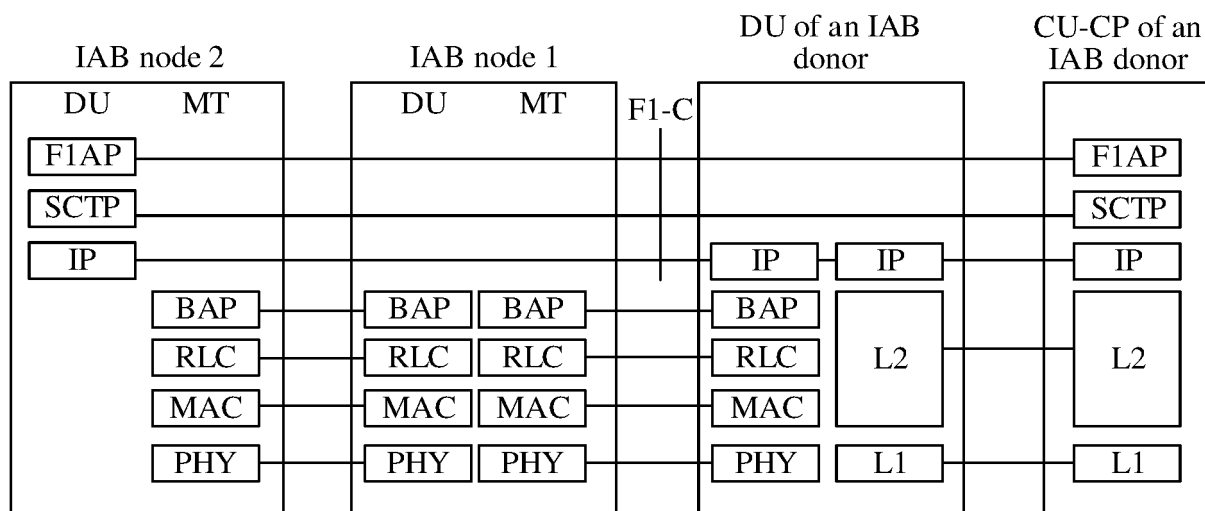 DU of an IAB donor
CU-CP of an IAB donor
IAB node 2
IAB node 1
DU MT
DU MT
F1-C
F1AP
F1AP
SCTP
SCTP
IP
IP
IP
IP
BAP
BAP
BAP
BAP
RLC
RLC
RLC
RLC
L2
L2
MAC
MAC
MAC
MAC
PHY
PHY
PHY
PHY
L1
L1